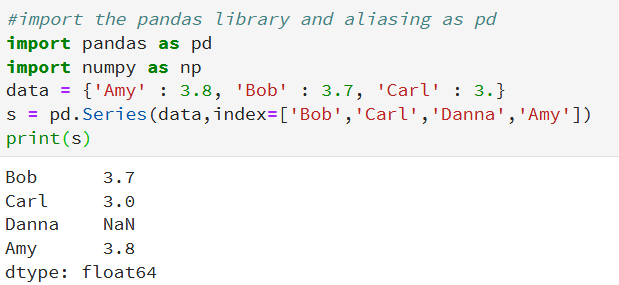 #import the pandas library and aliasing as pd
import pandas as pd
import numpy as np
data = {'Amy' : 3.8, 'Bob' : 3.7, 'Carl' : 3.}
s = pd.Series(data,index=['Bob','Carl','Danna','Amy'])
print(s)
Bob      3.7
Carl     3.0
Danna    NaN
Amy      3.8
dtype: float64